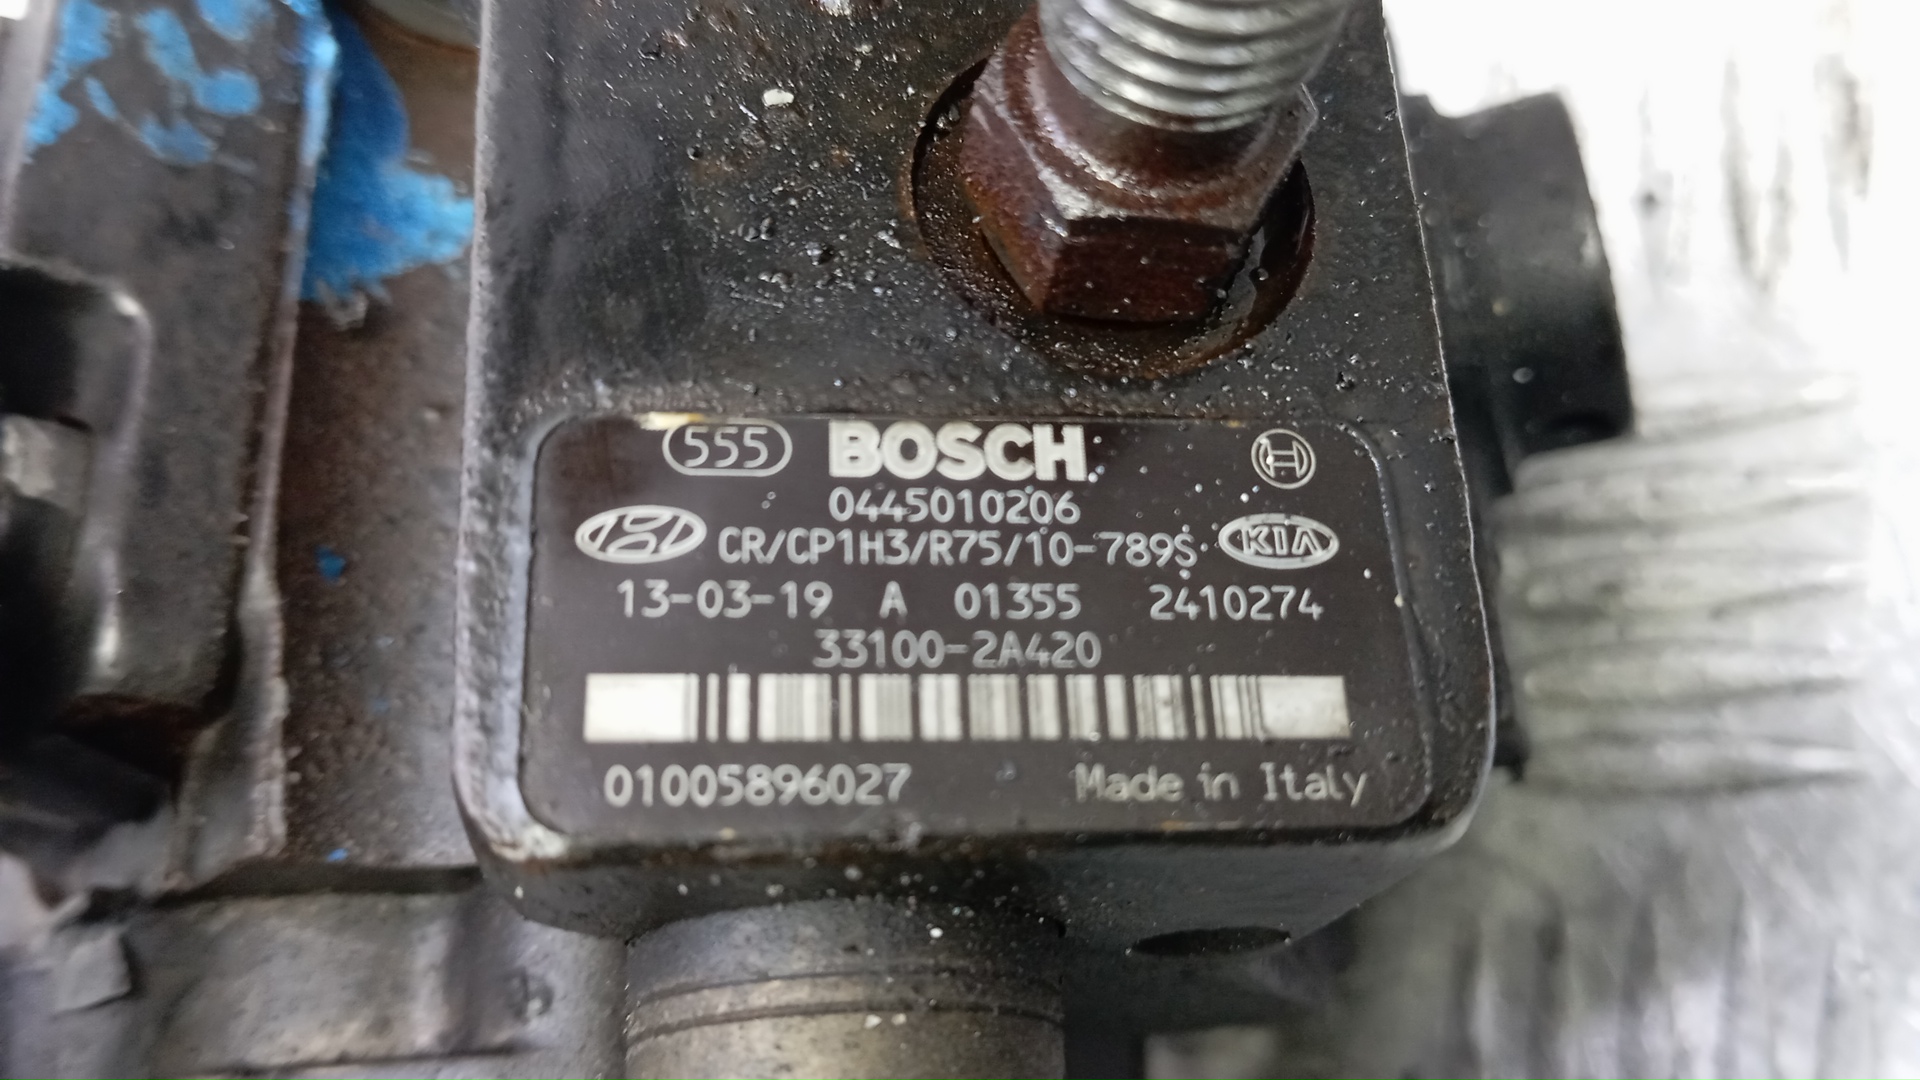 555 BOSCH
0445010206
CR/CP1H3/R75/10-789S KIA
13-03-19 A 01355 2410274
33100-2A420
01005896027 Made in Italy